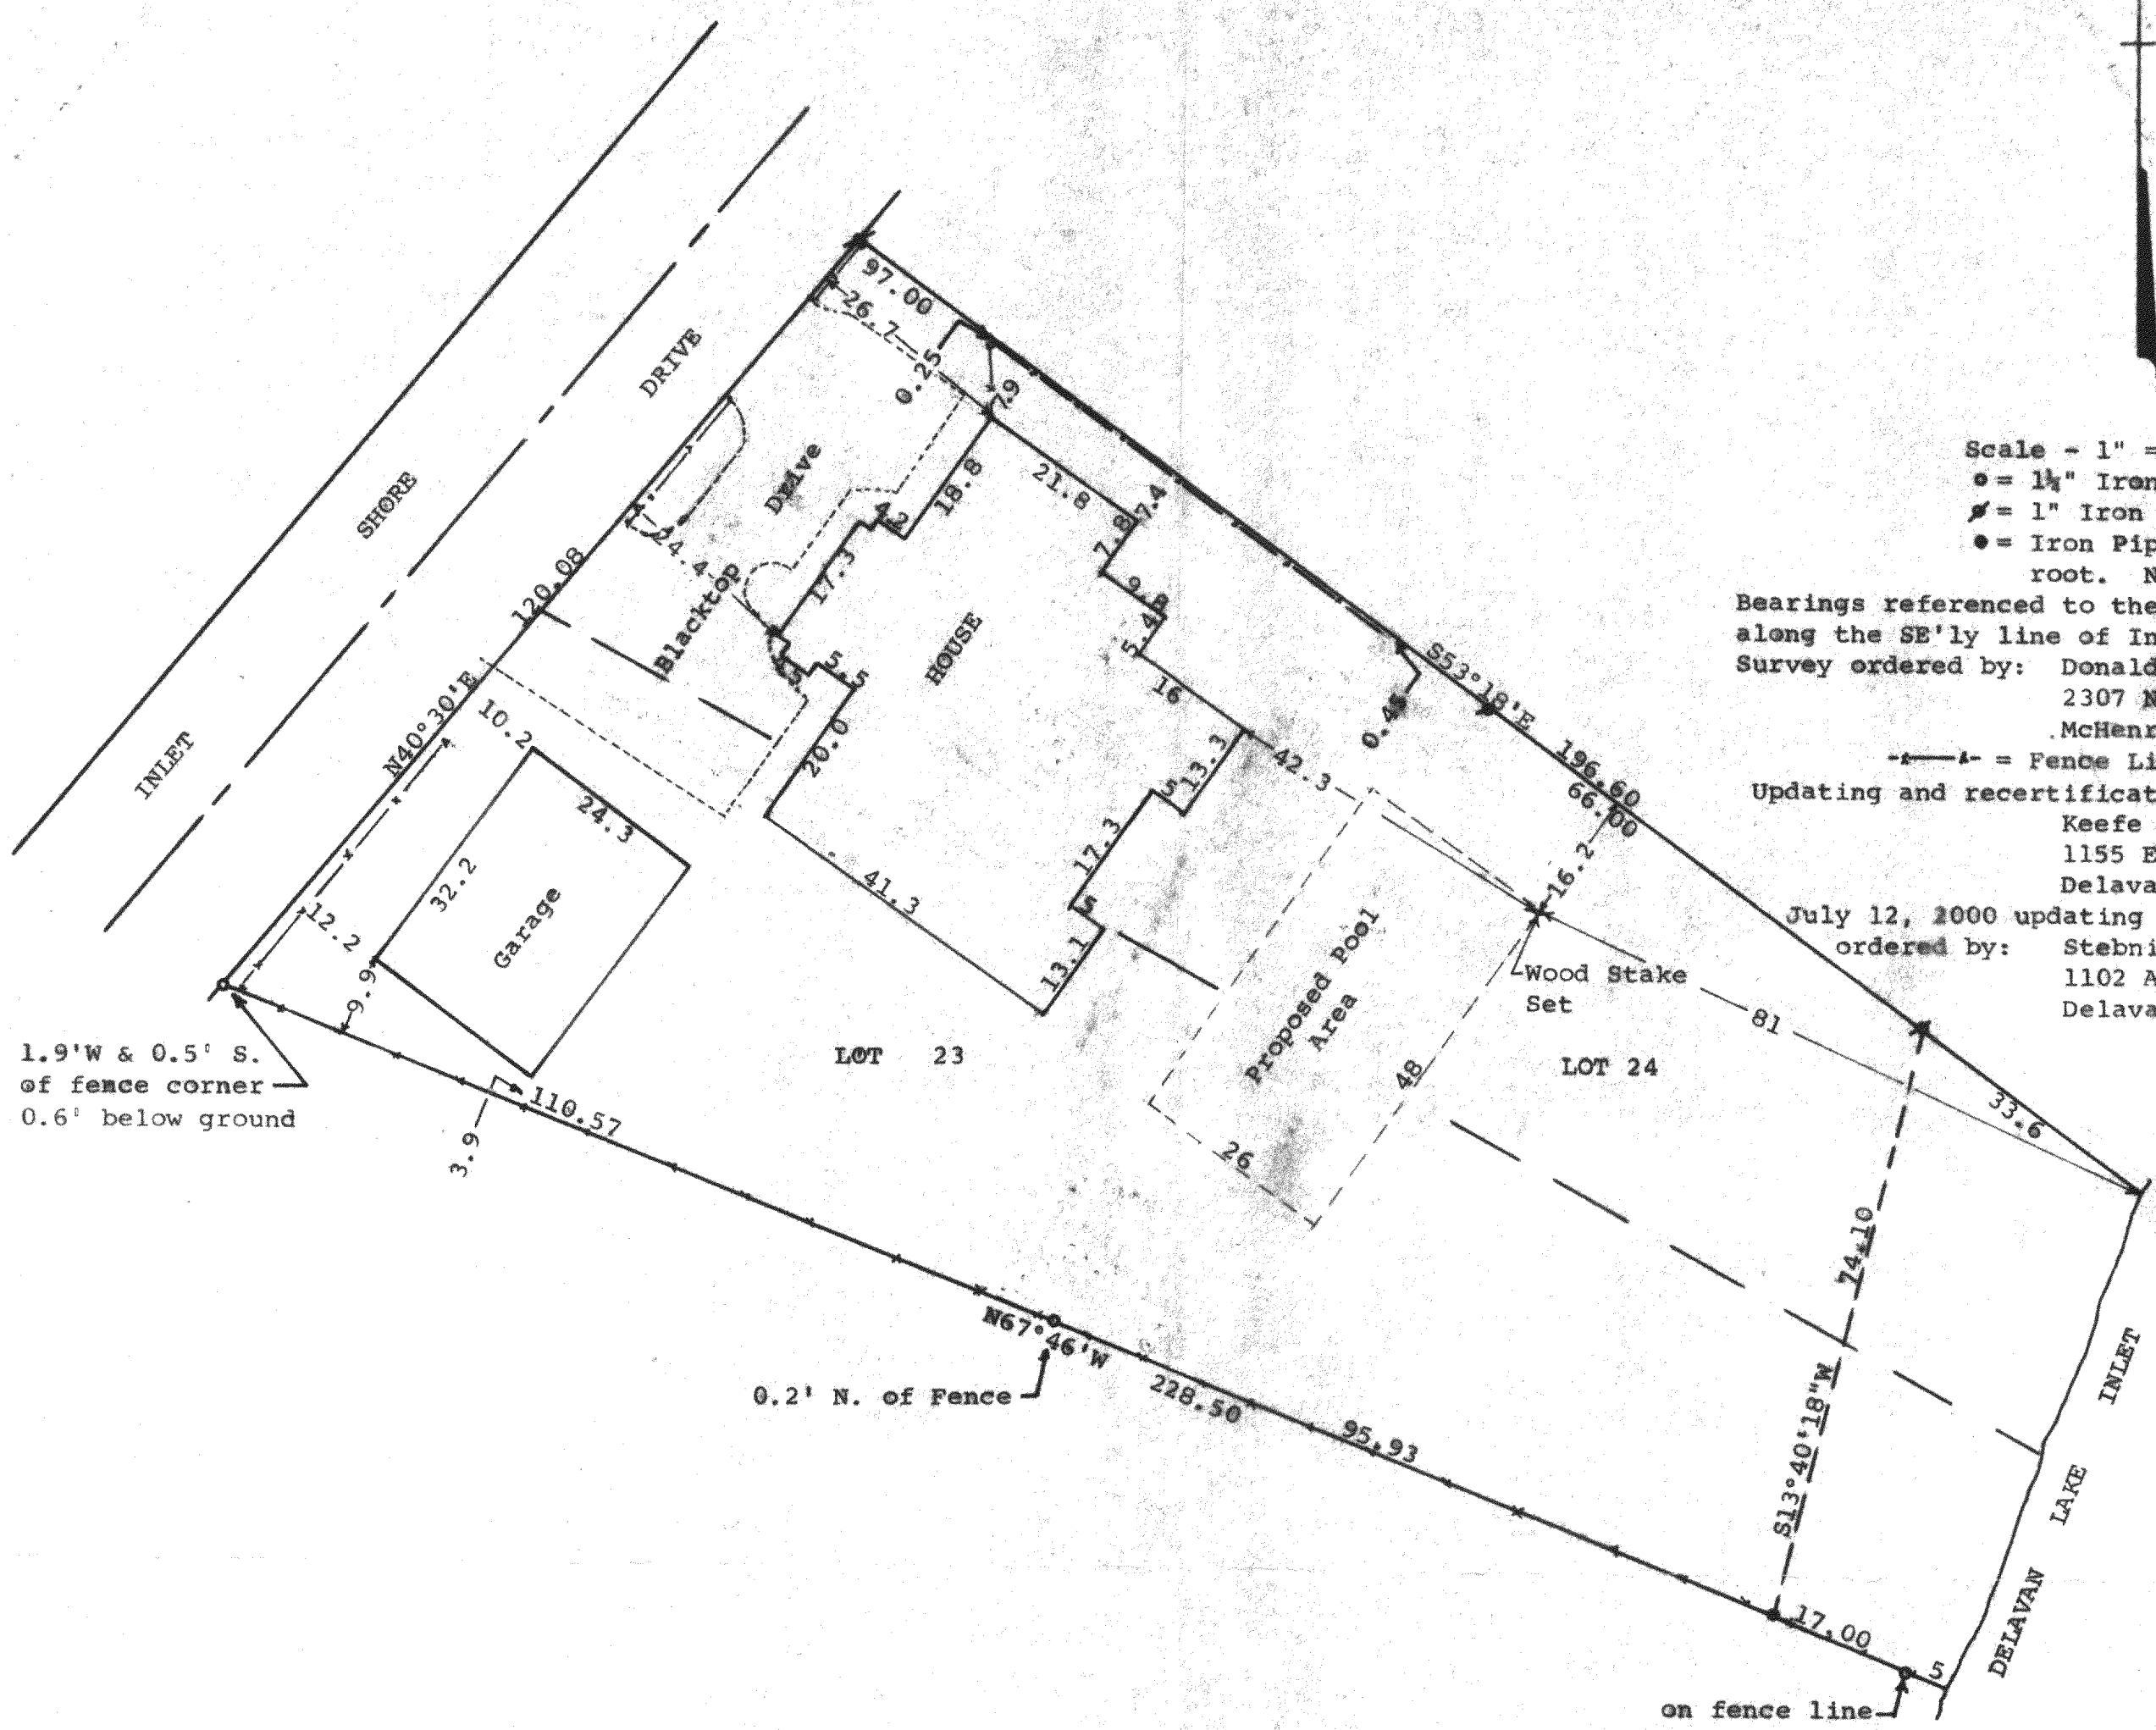 INLET
SHORE
DRIVE
97.00
26.7
0.25
7.9
21.8
18.8
7.4
7.8
4.2
24.4
17.3
Drive
Blacktop
120.08
N40°30'E
5.4
16
HOUSE
5.5
20.0
10.2
24.3
32.2
Garage
12.2
9.9
41.3
13.3
5
17.3
5
13.1
42.3
S53°18'E
196.60
66.00
16.2
Proposed Pool
Area
48
26
Wood Stake
Set
81
33.6
LOT 23
LOT 24
1.9'W & 0.5' S.
of fence corner
0.6' below ground
3.9
110.57
N67°46'W
228.50
0.2' N. of Fence
95.93
74.10
S13°40'18"W
17.00
5
on fence line
DELAVAN LAKE INLET
Scale - 1" =
= 1¼" Iron
= 1" Iron
= Iron Pip
root. N
Bearings referenced to the
along the SE'ly line of In
Survey ordered by: Donald
2307 N
McHenr
= Fence Li
Updating and recertificat
Keefe
1155 E
Delava
July 12, 2000 updating
ordered by: Stebni
1102 A
Delava